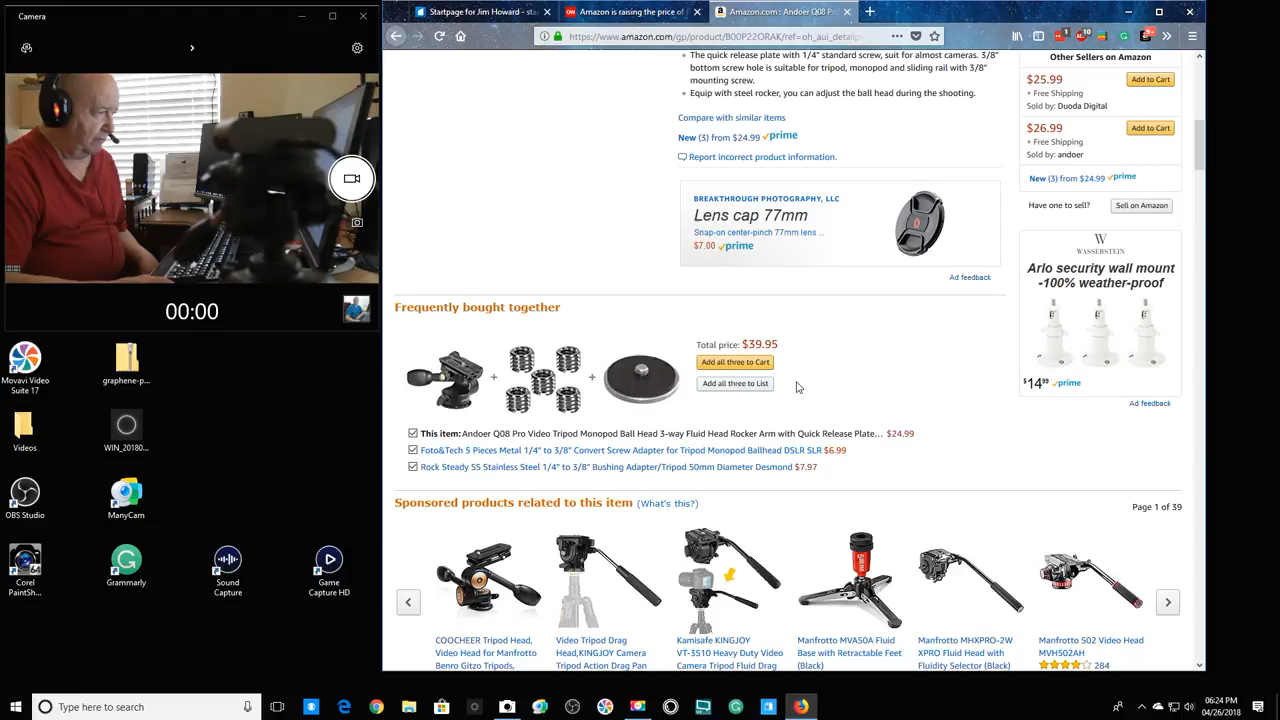 Camera
00:00
Movavi Video
Suite 17
graphene-p...
Videos
WIN_20180...
OBS Studio
ManyCam
Corel
PaintSh...
Grammarly
Sound
Capture
Game
Capture HD
Startpage for Jim Howard - sta
Amazon is raising the price of
Amazon.com : Andoer Q08 Pro
https://www.amazon.com/gp/product/B00P22ORAK/ref=oh_aui_detailp
The quick release plate with 1/4" standard screw, suit for almost cameras. 3/8"
bottom screw hole is suitable for tripod, monopod and sliding rail with 3/8"
mounting screw.
Equip with steel rocker, you can adjust the ball head during the shooting.
Compare with similar items
New (3) from $24.99 prime
Report incorrect product information.
BREAKTHROUGH PHOTOGRAPHY, LLC
Lens cap 77mm
Snap-on center-pinch 77mm lens ...
$7.00 prime
Ad feedback
Other Sellers on Amazon
$25.99 Add to Cart
+ Free Shipping
Sold by: Duoda Digital
$26.99 Add to Cart
+ Free Shipping
Sold by: andoer
New (3) from $24.99 prime
Have one to sell? Sell on Amazon
W
WASSERSTEIN
Arlo security wall mount
-100% weather-proof
$14.99 prime
Ad feedback
Frequently bought together
+
+
Total price: $39.95
Add all three to Cart
Add all three to List
This item: Andoer Q08 Pro Video Tripod Monopod Ball Head 3-way Fluid Head Rocker Arm with Quick Release Plate... $24.99
Foto&Tech 5 Pieces Metal 1/4" to 3/8" Convert Screw Adapter for Tripod Monopod Ballhead DSLR SLR $6.99
Rock Steady SS Stainless Steel 1/4" to 3/8" Bushing Adapter/Tripod 50mm Diameter Desmond $7.97
Sponsored products related to this item (What's this?)
Page 1 of 39
COOCHEER Tripod Head,
Video Head for Manfrotto
Benro Gitzo Tripods,
Video Tripod Drag
Head,KINGJOY Camera
Tripod Action Drag Pan
Kamisafe KINGJOY
VT-3510 Heavy Duty Video
Camera Tripod Fluid Drag
Manfrotto MVA50A Fluid
Base with Retractable Feet
(Black)
Manfrotto MHXPRO-2W
XPRO Fluid Head with
Fluidity Selector (Black)
Manfrotto 502 Video Head
MVH502AH
284
Type here to search
06:24 PM
04/26/2018